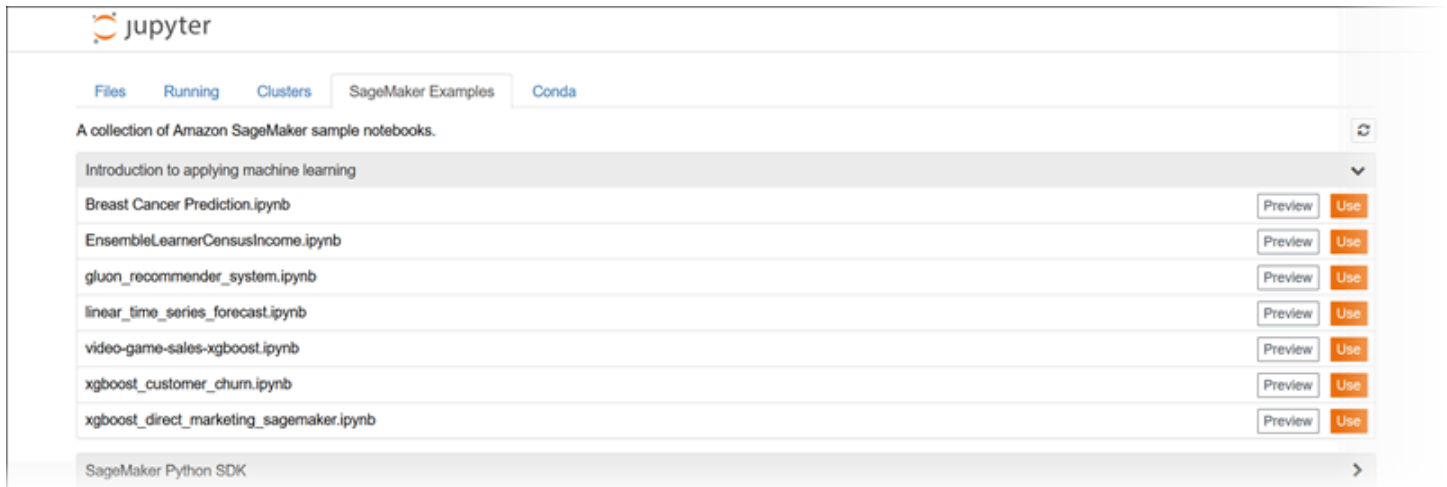 jupyter
Files Running Clusters SageMaker Examples Conda
A collection of Amazon SageMaker sample notebooks.
Introduction to applying machine learning
Breast Cancer Prediction.ipynb Preview Use
EnsembleLearnerCensusIncome.ipynb Preview Use
gluon_recommender_system.ipynb Preview Use
linear_time_series_forecast.ipynb Preview Use
video-game-sales-xgboost.ipynb Preview Use
xgboost_customer_churn.ipynb Preview Use
xgboost_direct_marketing_sagemaker.ipynb Preview Use
SageMaker Python SDK